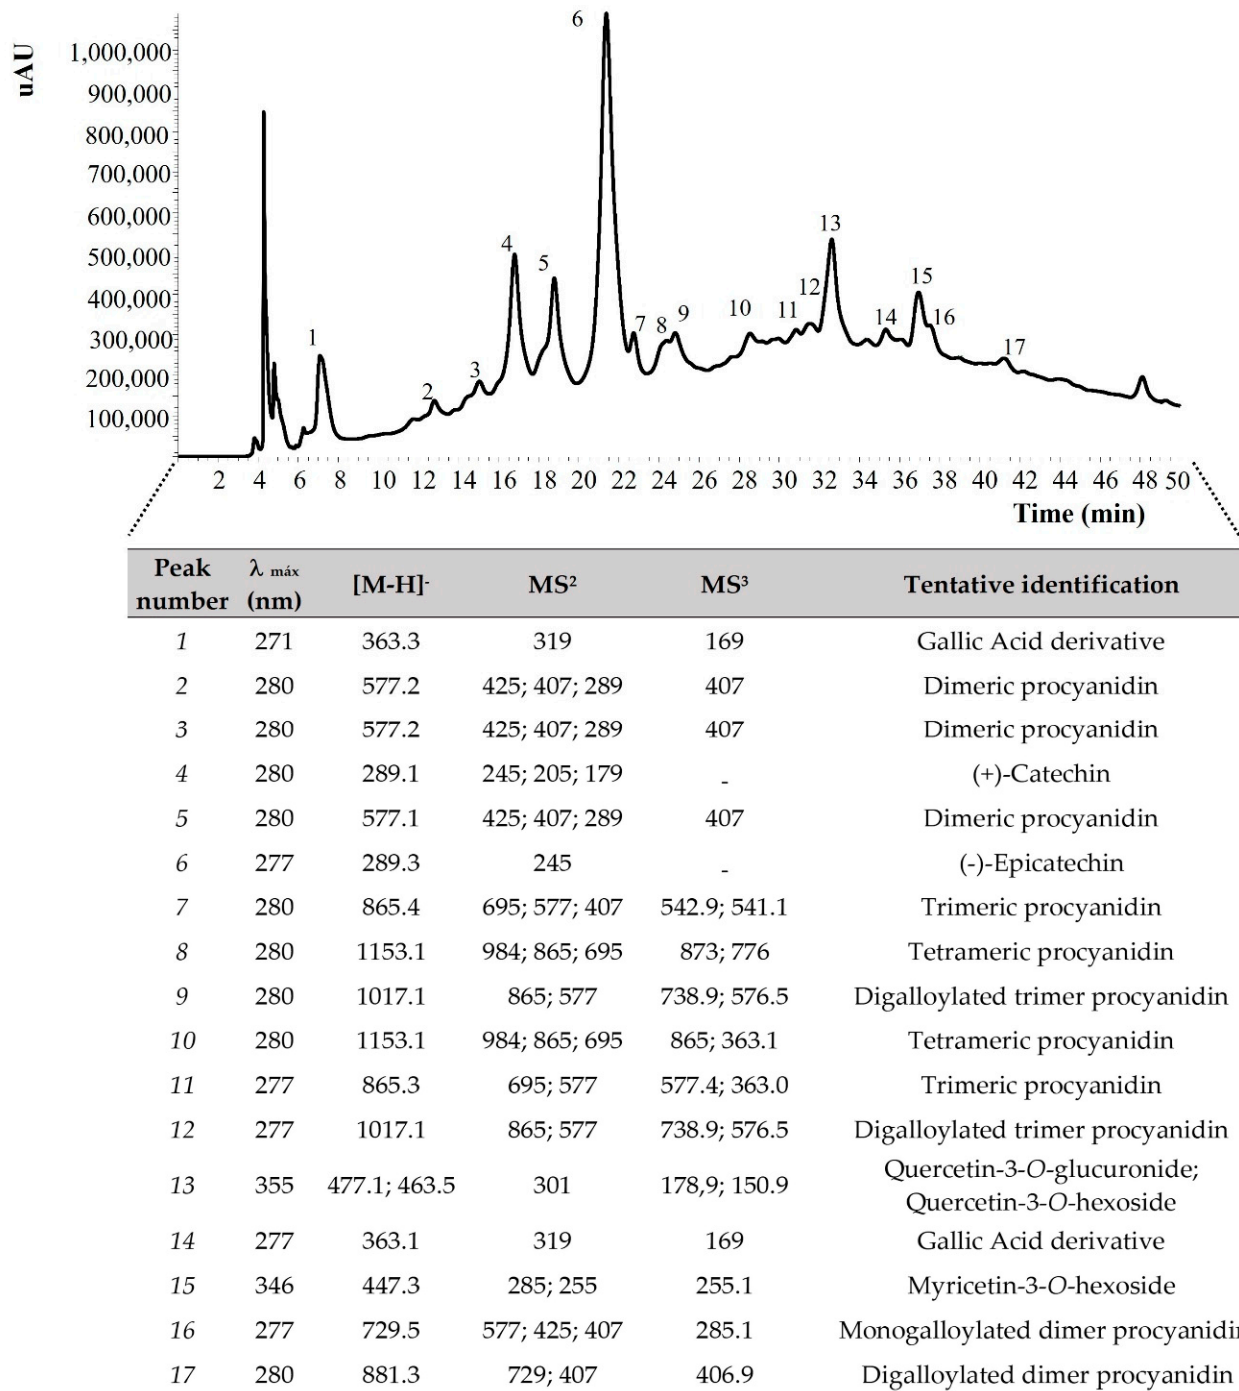 6
uAU
1,000,000
900,000
800,000
700,000
600,000
500,000
400,000
300,000
200,000
100,000
13
4
5
15
12
1
7 8 9
10
11
14
16
3
2
17
2 4 6 8 10 12 14 16 18 20 22 24 26 28 30 32 34 36 38 40 42 44 46 48 50
Time (min)
Peak number λ máx (nm) [M-H]- MS² MS³ Tentative identification
1 271 363.3 319 169 Gallic Acid derivative
2 280 577.2 425; 407; 289 407 Dimeric procyanidin
3 280 577.2 425; 407; 289 407 Dimeric procyanidin
4 280 289.1 245; 205; 179 - (+)-Catechin
5 280 577.1 425; 407; 289 407 Dimeric procyanidin
6 277 289.3 245 - (-)-Epicatechin
7 280 865.4 695; 577; 407 542.9; 541.1 Trimeric procyanidin
8 280 1153.1 984; 865; 695 873; 776 Tetrameric procyanidin
9 280 1017.1 865; 577 738.9; 576.5 Digalloylated trimer procyanidin
10 280 1153.1 984; 865; 695 865; 363.1 Tetrameric procyanidin
11 277 865.3 695; 577 577.4; 363.0 Trimeric procyanidin
12 277 1017.1 865; 577 738.9; 576.5 Digalloylated trimer procyanidin
13 355 477.1; 463.5 301 178,9; 150.9 Quercetin-3-O-glucuronide;
Quercetin-3-O-hexoside
14 277 363.1 319 169 Gallic Acid derivative
15 346 447.3 285; 255 255.1 Myricetin-3-O-hexoside
16 277 729.5 577; 425; 407 285.1 Monogalloylated dimer procyanidin
17 280 881.3 729; 407 406.9 Digalloylated dimer procyanidin